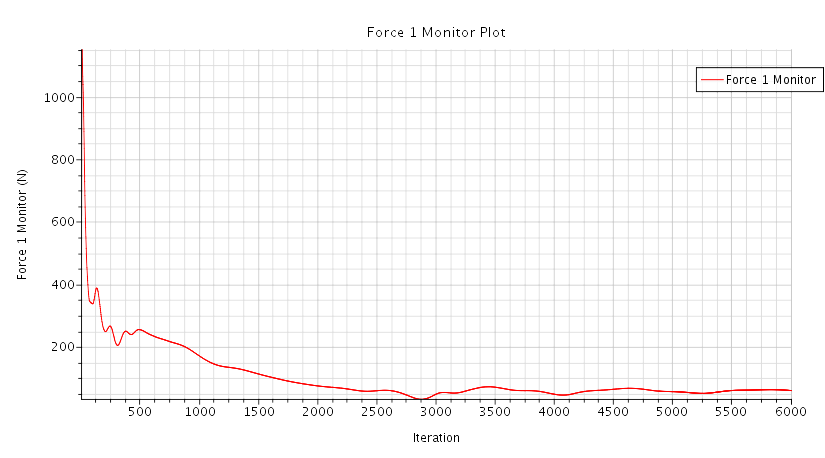 Force 1 Monitor Plot
Force 1 Monitor
1000
800
600
400
200
Force 1 Monitor (N)
500 1000 1500 2000 2500 3000 3500 4000 4500 5000 5500 6000
Iteration